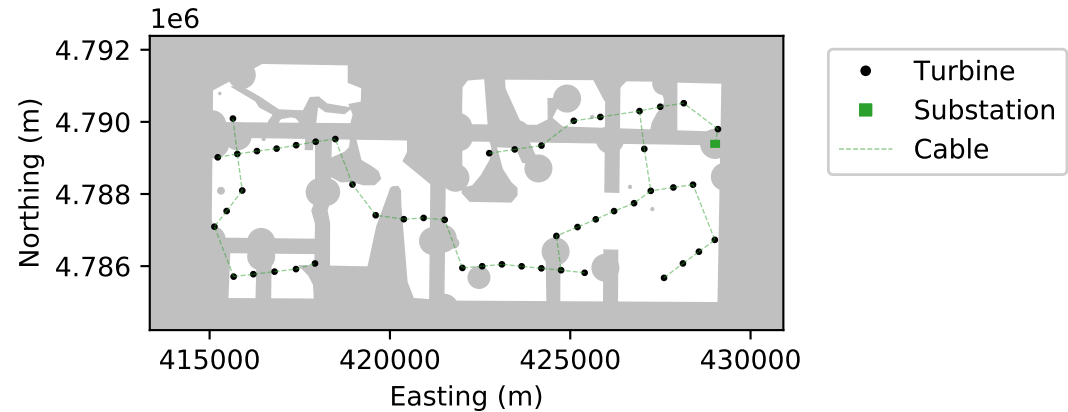 1e6
4.792
4.790
4.788
4.786
Northing (m)
415000 420000 425000 430000
Easting (m)
Turbine
Substation
Cable